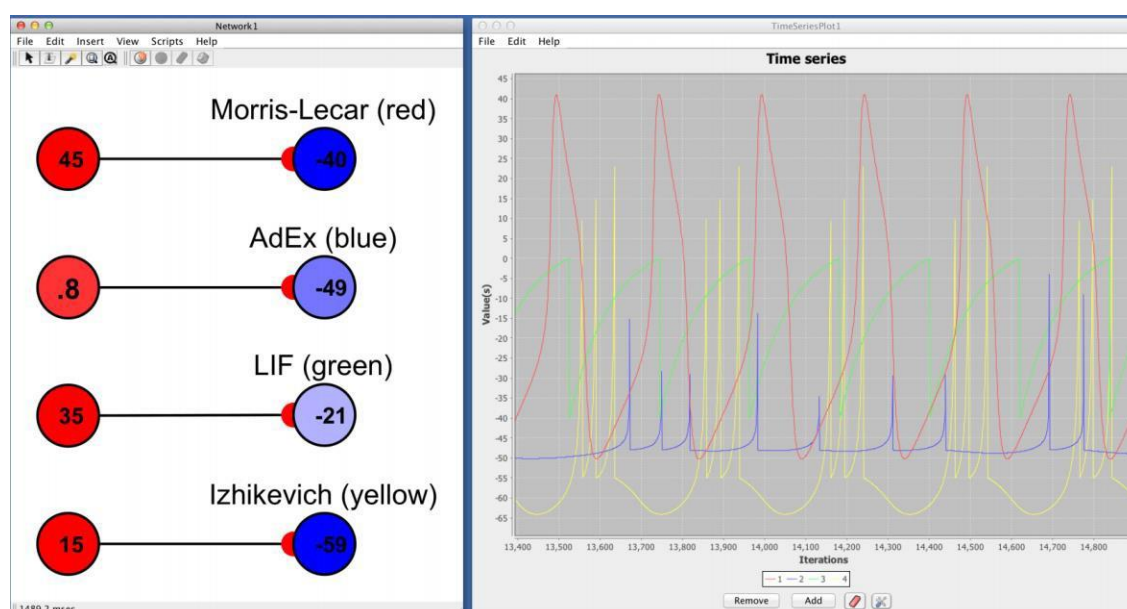 Network1
File Edit Insert View Scripts Help
Morris-Lecar (red)
45
-40
AdEx (blue)
.8
-49
LIF (green)
35
-21
Izhikevich (yellow)
15
-59
1489.2 msec
TimeSeriesPlot1
File Edit Help
Time series
45
40
35
30
25
20
15
10
5
0
-5
-10
-15
-20
-25
-30
-35
-40
-45
-50
-55
-60
-65
Value(s)
13,400 13,500 13,600 13,700 13,800 13,900 14,000 14,100 14,200 14,300 14,400 14,500 14,600 14,700 14,800
Iterations
1 2 3 4
Remove Add